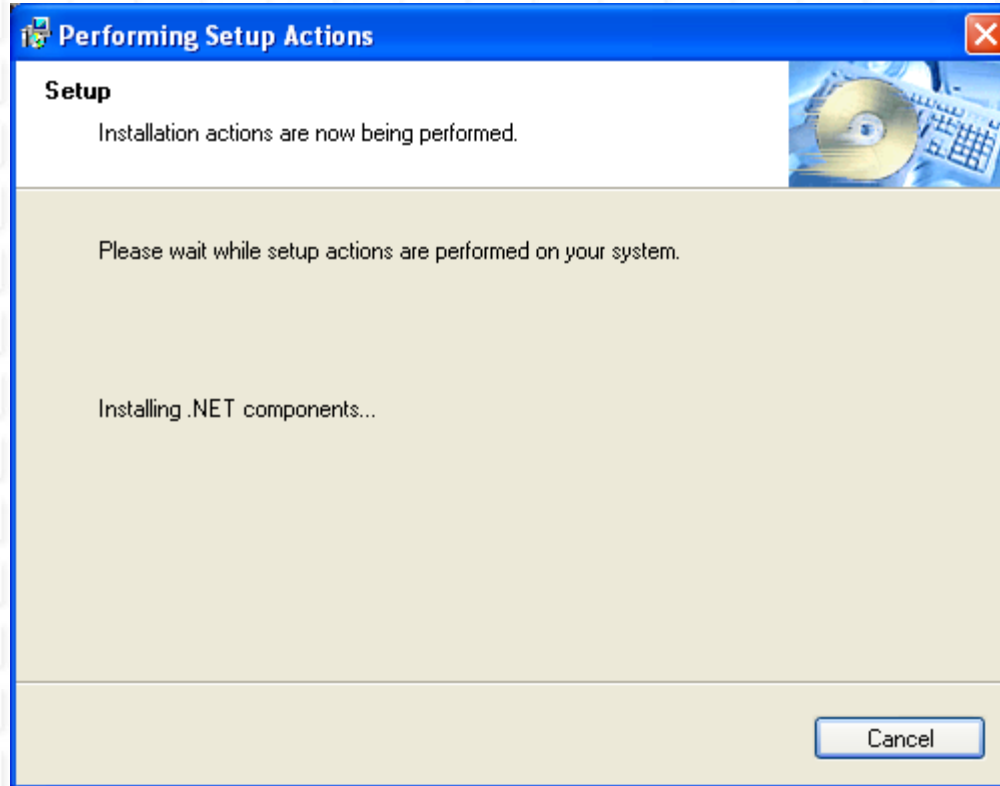 Performing Setup Actions
Setup
Installation actions are now being performed.
Please wait while setup actions are performed on your system.
Installing .NET components...
Cancel